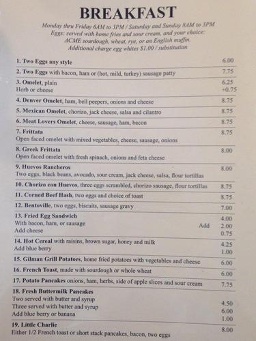 BREAKFAST
Monday thru Friday 6AM to 3PM / Saturday and Sunday 8AM to 3PM
Eggs: served with home fries and sour cream, and your choice:
ACME sourdough, wheat, rye, or an English muffin
Additional charge egg whites $1.00 / substitution
1. Two Eggs any style 6.00
2. Two Eggs with bacon, ham or (hot, mild, turkey) sausage patty 7.75
3. Omelet, plain 6.25
Herb or cheese +0.75
4. Denver Omelet, ham, bell peppers, onions and cheese 8.75
5. Mexican Omelet, chorizo, jack cheese, salsa and cilantro 8.75
6. Meat Lovers Omelet, cheese, sausage, ham, bacon 8.75
7. Frittata 8.75
Open faced omelet with mixed vegetables, cheese, sausage, onions
8. Greek Frittata 8.00
Open faced omelet with fresh spinach, onions and feta cheese
9. Huevos Rancheros 8.00
Two eggs, black beans, avocado, sour cream, jack cheese, salsa, flour tortillas
10. Chorizo con Huevos, three eggs scrambled, chorizo sausage, flour tortillas 8.75
11. Corned Beef Hash, two eggs and choice of toast 8.75
12. Bentoville, two eggs, biscuits, sausage gravy 7.00
13. Fried Egg Sandwich 4.00
With bacon, ham, or sausage Add 2.00
Add cheese 0.75
14. Hot Cereal with raisins, brown sugar, honey and milk 4.25
Add blue berry 1.00
15. Gilman Grill Potatoes, home fried potatoes with vegetables and cheese 6.00
16. French Toast, made with sourdough or whole wheat 6.00
17. Potato Pancakes onions, ham, herbs, side of apple slices and sour cream 7.75
18. Fresh Buttermilk Pancakes
Two served with butter and syrup 4.50
Three served with butter and syrup 6.00
Add blue berry or banana 1.00
19. Little Charlie 8.00
Either 1/2 French toast or short stack pancakes, bacon, two eggs